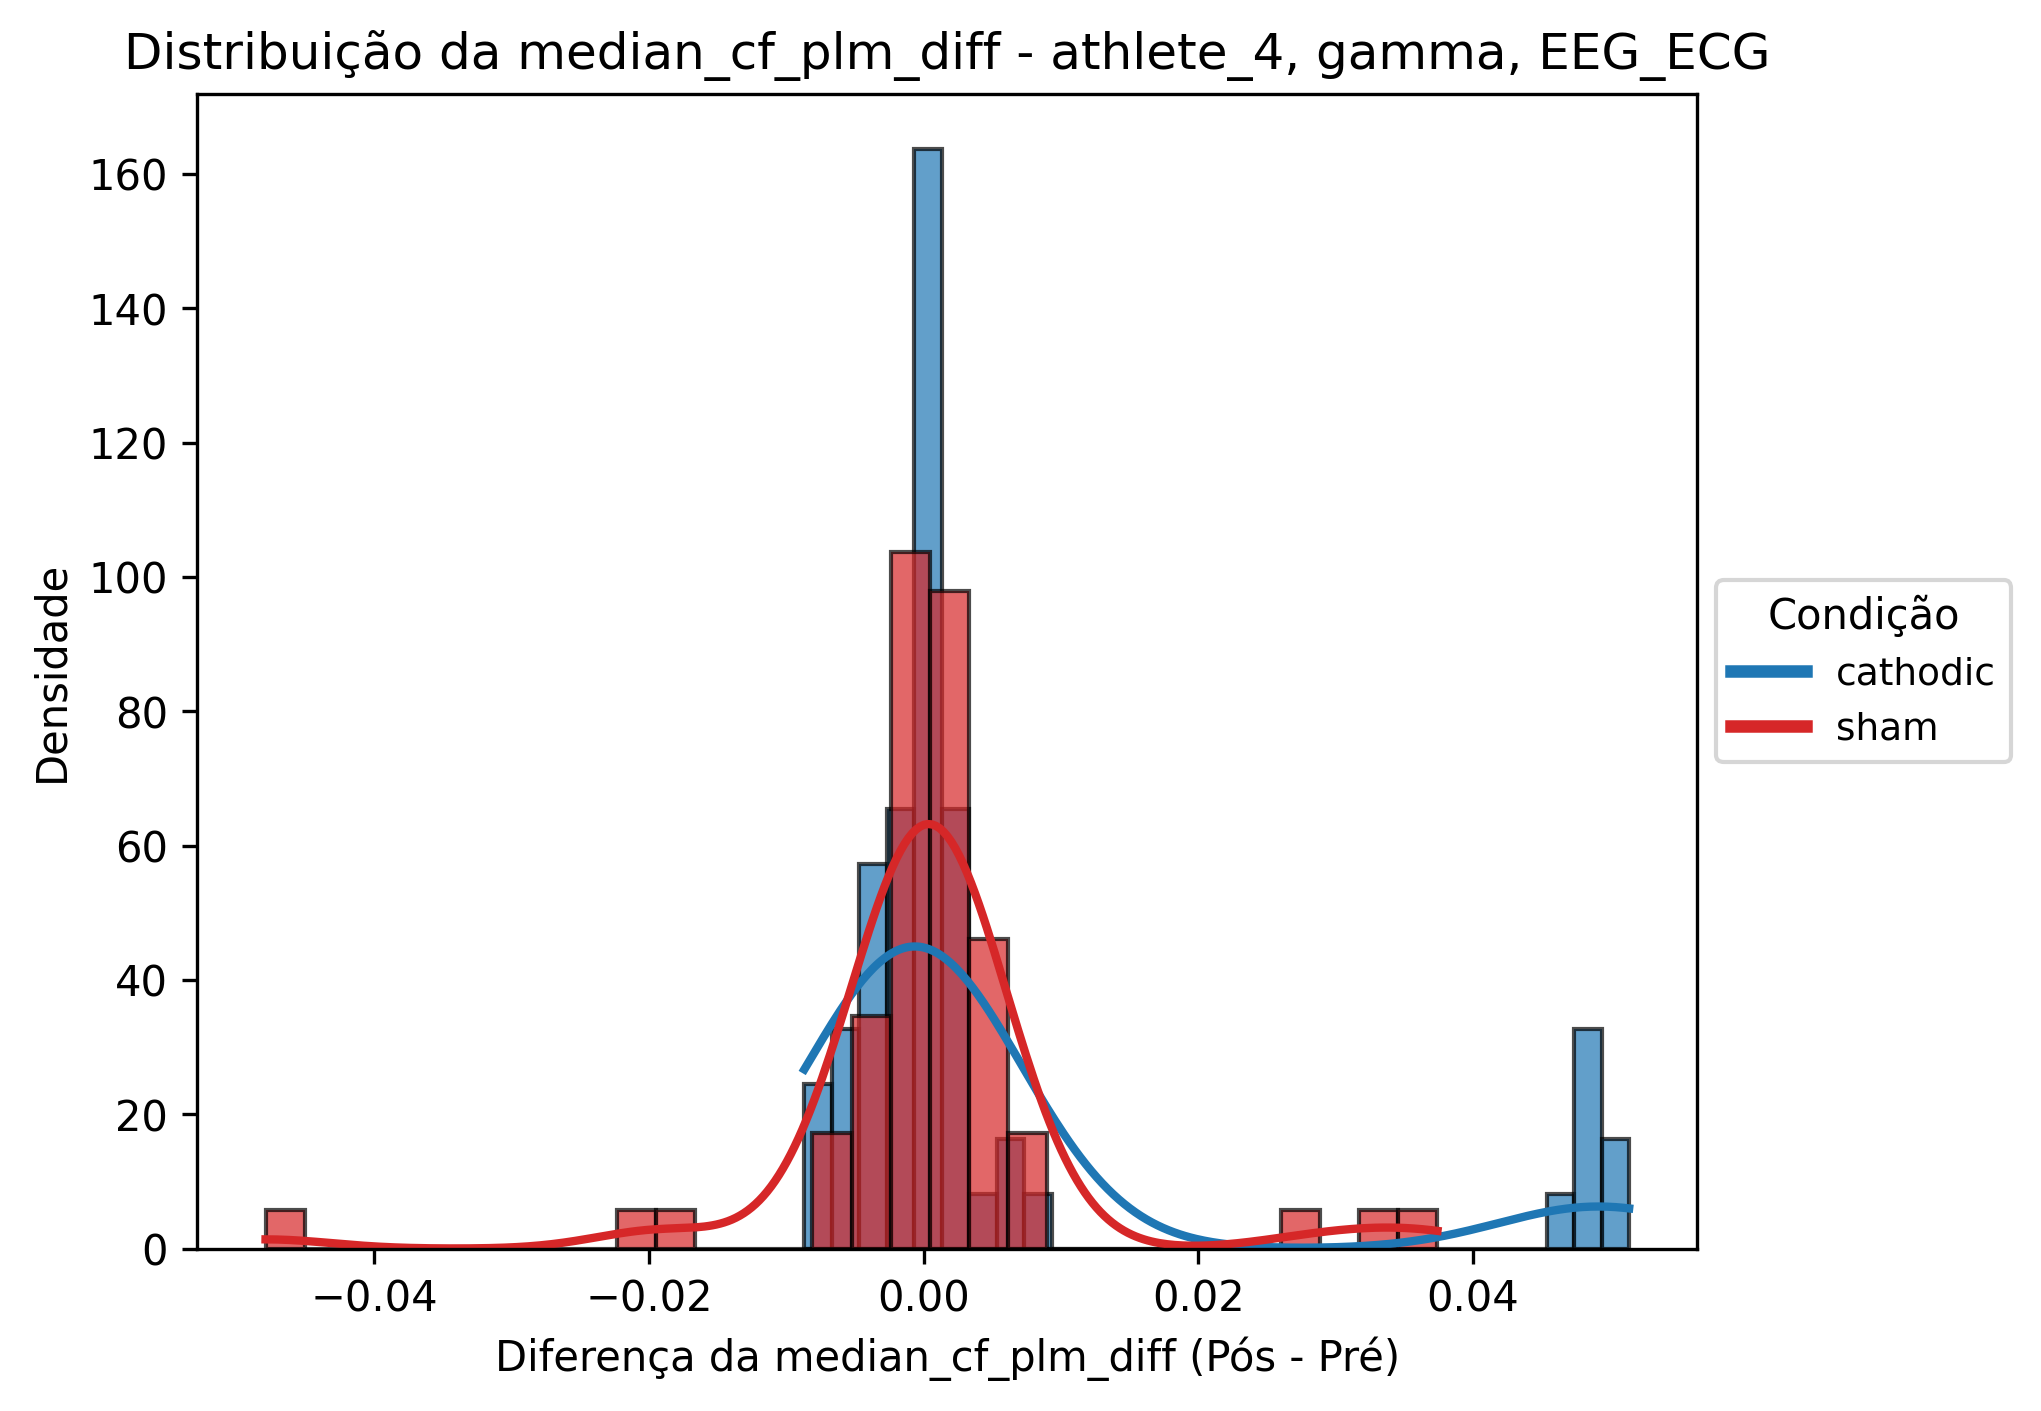 Distribuição da median_cf_plm_diff - athlete_4, gamma, EEG_ECG
160
140
120
100
80
60
40
20
0
Densidade
−0.04
−0.02
0.00
0.02
0.04
Diferença da median_cf_plm_diff (Pós - Pré)
Condição
cathodic
sham